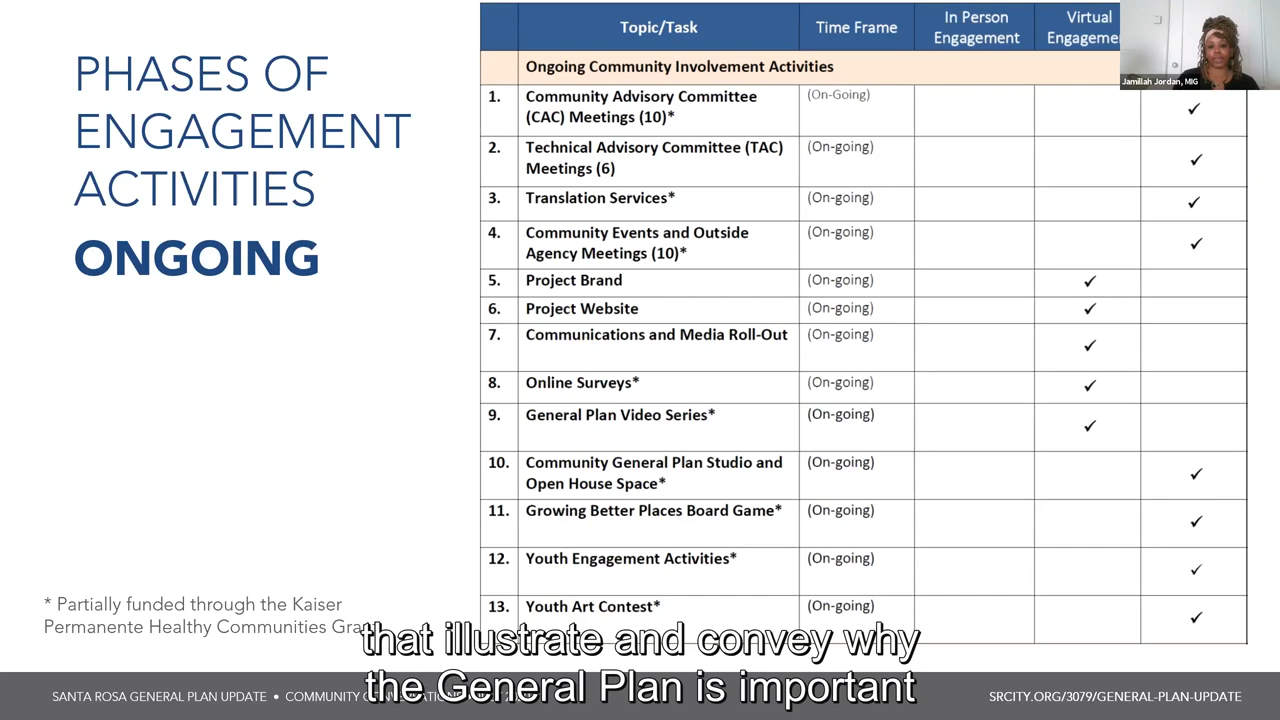 PHASES OF
ENGAGEMENT
ACTIVITIES
ONGOING
* Partially funded through the Kaiser
Permanente Healthy Communities
Topic/Task
Time Frame
In Person
Engagement
Virtual
Jamillah Jordan, MIG
Ongoing Community Involvement Activities
1. Community Advisory Committee (On-Going)
(CAC) Meetings (10)* ✓
2. Technical Advisory Committee (TAC) (On-going)
Meetings (6) ✓
3. Translation Services* (On-going) ✓
4. Community Events and Outside (On-going)
Agency Meetings (10)* ✓
5. Project Brand (On-going) ✓
6. Project Website (On-going) ✓
7. Communications and Media Roll-Out (On-going) ✓
8. Online Surveys* (On-going) ✓
9. General Plan Video Series* (On-going) ✓
10. Community General Plan Studio and (On-going)
Open House Space* ✓
11. Growing Better Places Board Game* (On-going) ✓
12. Youth Engagement Activities* (On-going) ✓
13. Youth Art Contest* (On-going) ✓
that illustrate and convey why
the General Plan is important
SANTA ROSA GENERAL PLAN UPDATE •
SRCITY.ORG/3079/GENERAL-PLAN-UPDATE